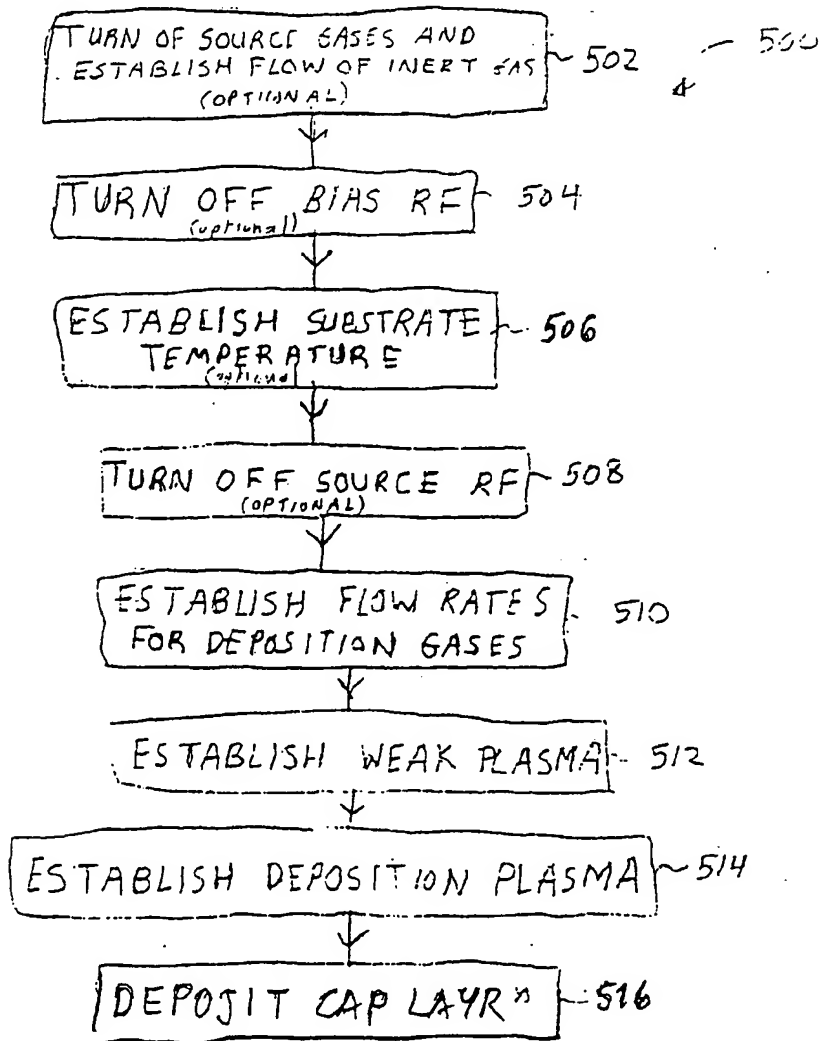 TURN OF SOURCE GASES AND
ESTABLISH FLOW OF INERT GAS
(OPTIONAL)
502
500
TURN OFF BIAS RF
(optional)
504
ESTABLISH SUBSTRATE
TEMPERATURE
(optional
506
TURN OFF SOURCE RF
(OPTIONAL)
508
ESTABLISH FLOW RATES
FOR DEPOSITION GASES
510
ESTABLISH WEAK PLASMA
512
ESTABLISH DEPOSITION PLASMA
514
DEPOJIT CAP LAYR
516